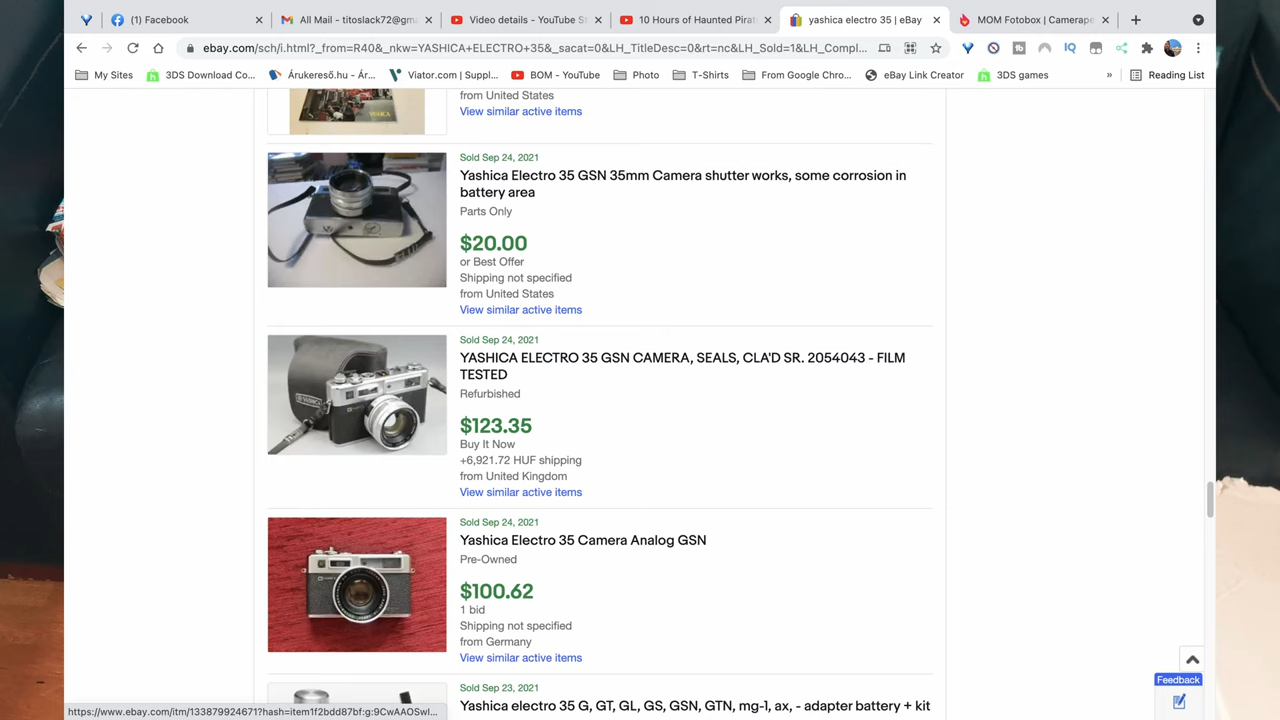 (1) Facebook
All Mail - titoslack72@gm
Video details - YouTube S
10 Hours of Haunted Pirat
yashica electro 35 | eBay
MOM Fotobox | Camerape
ebay.com/sch/i.html?_from=R40&_nkw=YASHICA+ELECTRO+35&_sacat=0&LH_TitleDesc=0&rt=nc&LH_Sold=1&LH_Compl...
My Sites
3DS Download Co...
Árukereső.hu - Ár...
Viator.com | Suppl...
BOM - YouTube
Photo
T-Shirts
From Google Chro...
eBay Link Creator
3DS games
»
Reading List
YASHICA
from United States
View similar active items
Sold Sep 24, 2021
Yashica Electro 35 GSN 35mm Camera shutter works, some corrosion in
battery area
Parts Only
$20.00
or Best Offer
Shipping not specified
from United States
View similar active items
Sold Sep 24, 2021
YASHICA ELECTRO 35 GSN CAMERA, SEALS, CLA'D SR. 2054043 - FILM
TESTED
Refurbished
$123.35
Buy It Now
+6,921.72 HUF shipping
from United Kingdom
View similar active items
Sold Sep 24, 2021
Yashica Electro 35 Camera Analog GSN
Pre-Owned
$100.62
1 bid
Shipping not specified
from Germany
View similar active items
Sold Sep 23, 2021
Yashica electro 35 G, GT, GL, GS, GSN, GTN, mg-l, ax, - adapter battery + kit
Feedback
https://www.ebay.com/itm/133879924671?hash=item1f2bdd87bf:g:9CwAAOSwl...